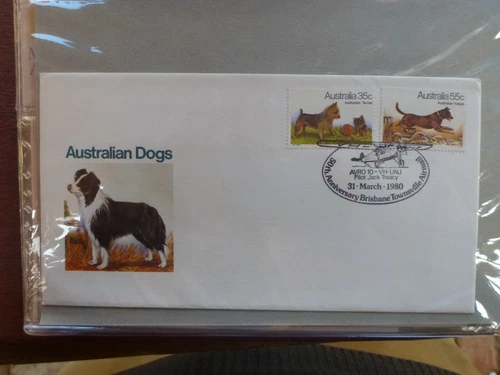 Australia 35c
Australian Terrier
Australia 55c
Australian Kelpie
Australian Dogs
AVRO 10 - VH-UNJ
Pilot Jack Treacy
31 · March · 1980
50th Anniversary Brisbane Townsville Airmail